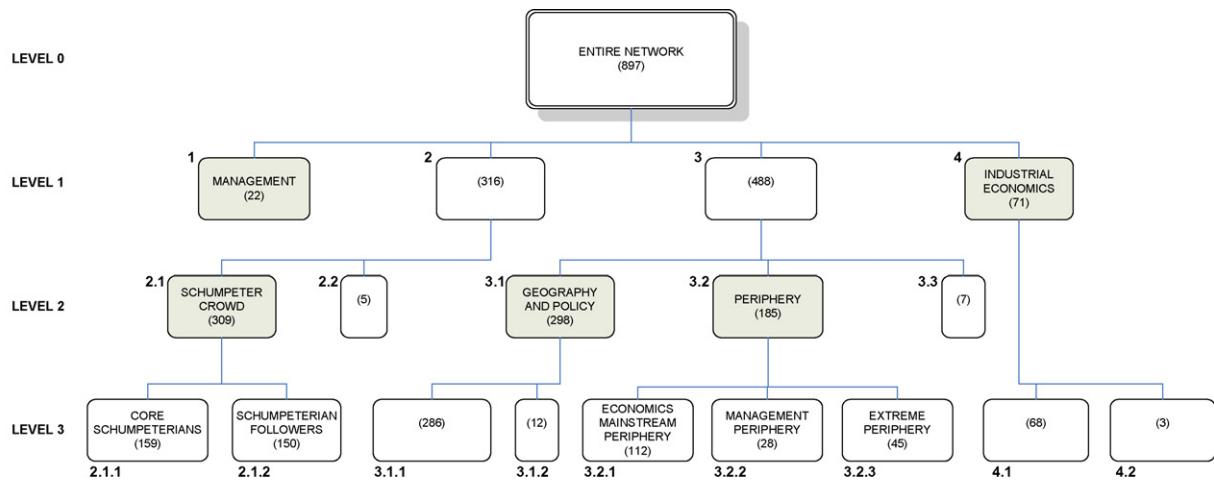 LEVEL 0
ENTIRE NETWORK
(897)
LEVEL 1
1
MANAGEMENT
(22)
2
(316)
3
(488)
4
INDUSTRIAL
ECONOMICS
(71)
LEVEL 2
2.1
SCHUMPETER
CROWD
(309)
2.2
(5)
3.1
GEOGRAPHY
AND POLICY
(298)
3.2
PERIPHERY
(185)
3.3
(7)
LEVEL 3
CORE
SCHUMPETERIANS
(159)
2.1.1
SCHUMPETERIAN
FOLLOWERS
(150)
2.1.2
(286)
3.1.1
(12)
3.1.2
ECONOMICS
MAINSTREAM
PERIPHERY
(112)
3.2.1
MANAGEMENT
PERIPHERY
(28)
3.2.2
EXTREME
PERIPHERY
(45)
3.2.3
(68)
4.1
(3)
4.2